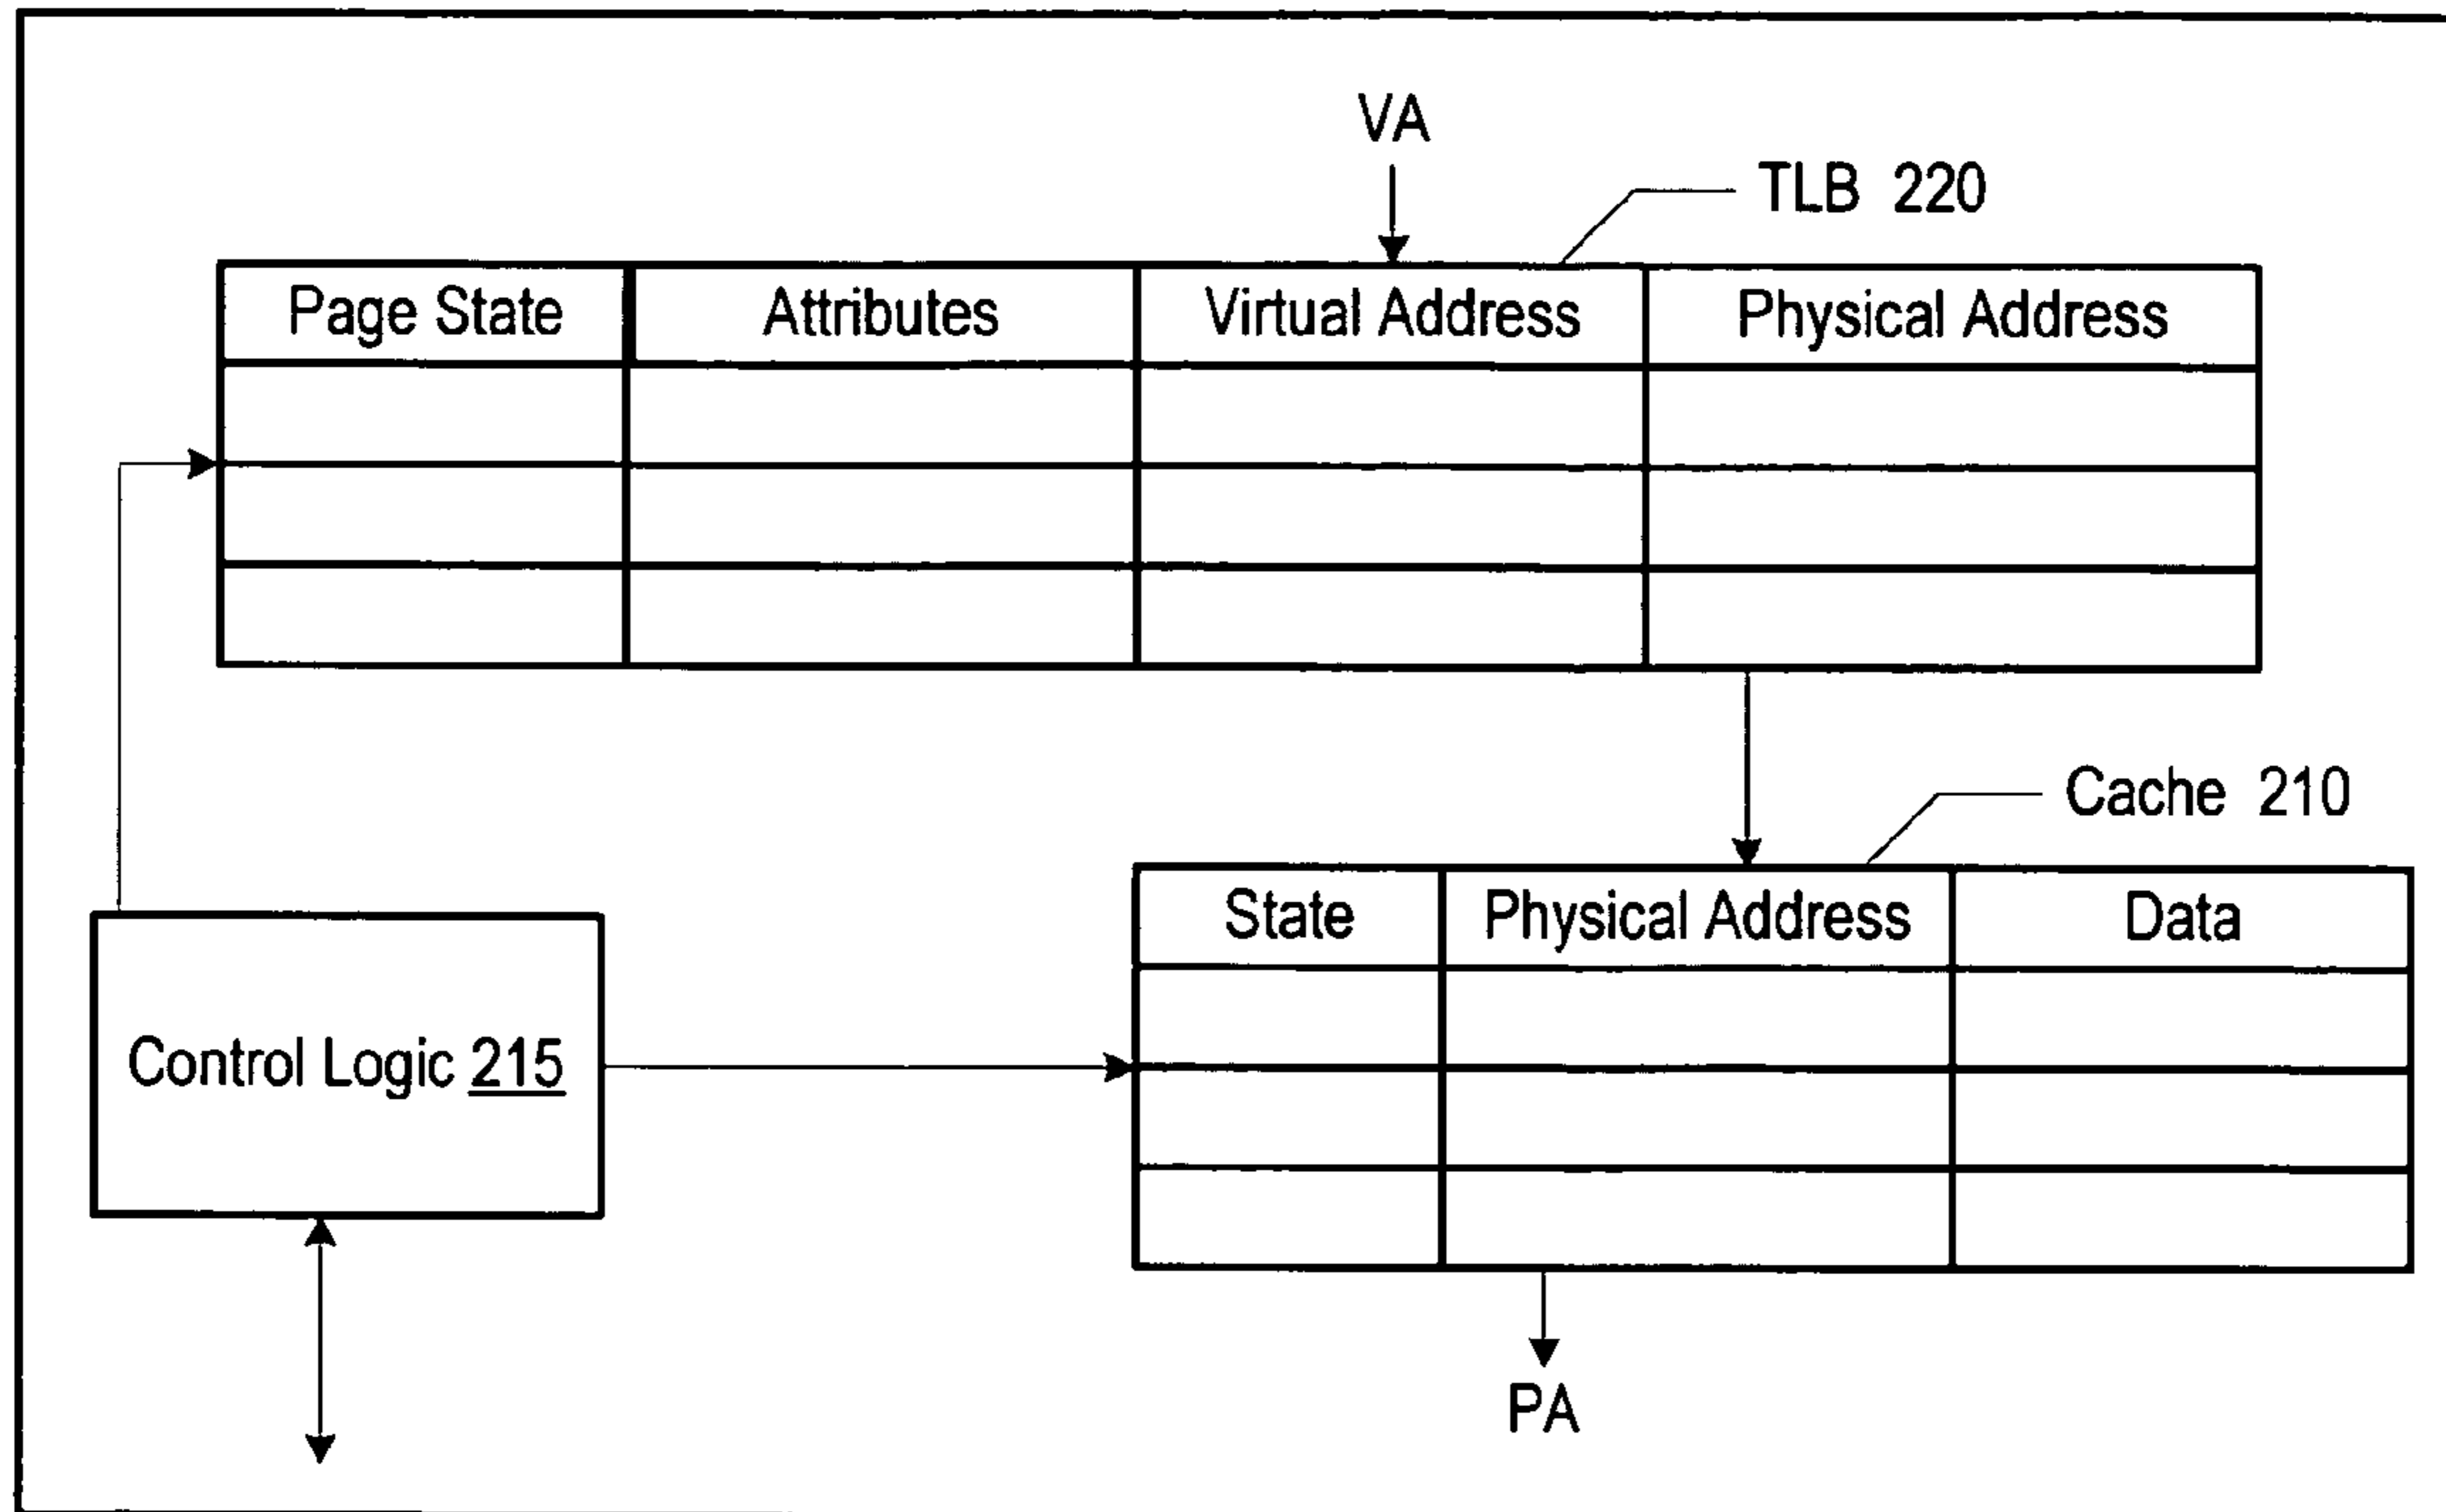 VA
TLB 220
Page State Attributes Virtual Address Physical Address
Cache 210
State Physical Address Data
Control Logic 215
PA